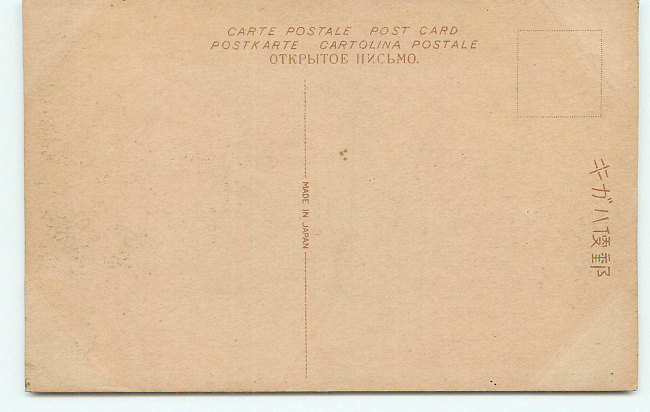 CARTE POSTALE POST CARD
POSTKARTE CARTOLINA POSTALE
ОТКРЫТОЕ ПИСЬМО.
MADE IN JAPAN
郵便ハガキ